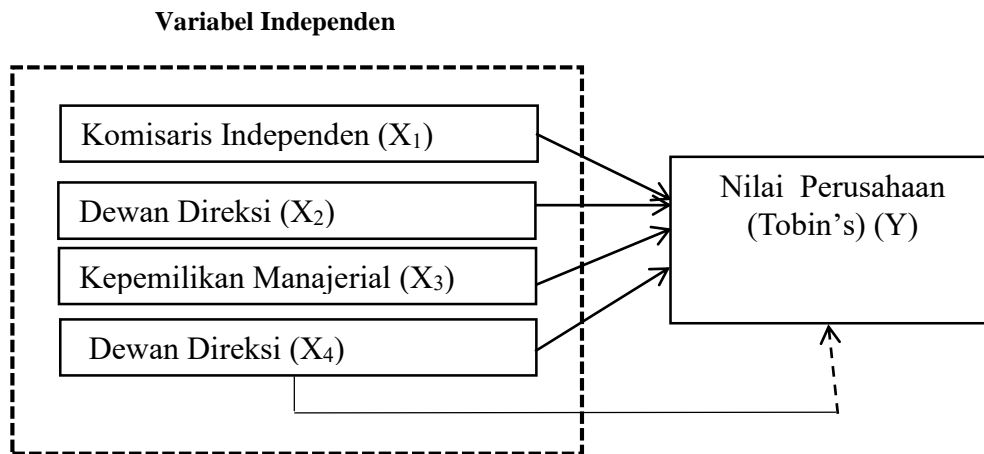 Variabel Independen
Komisaris Independen (X₁)
Dewan Direksi (X₂)
Kepemilikan Manajerial (X₃)
Dewan Direksi (X₄)
Nilai Perusahaan
(Tobin’s) (Y)